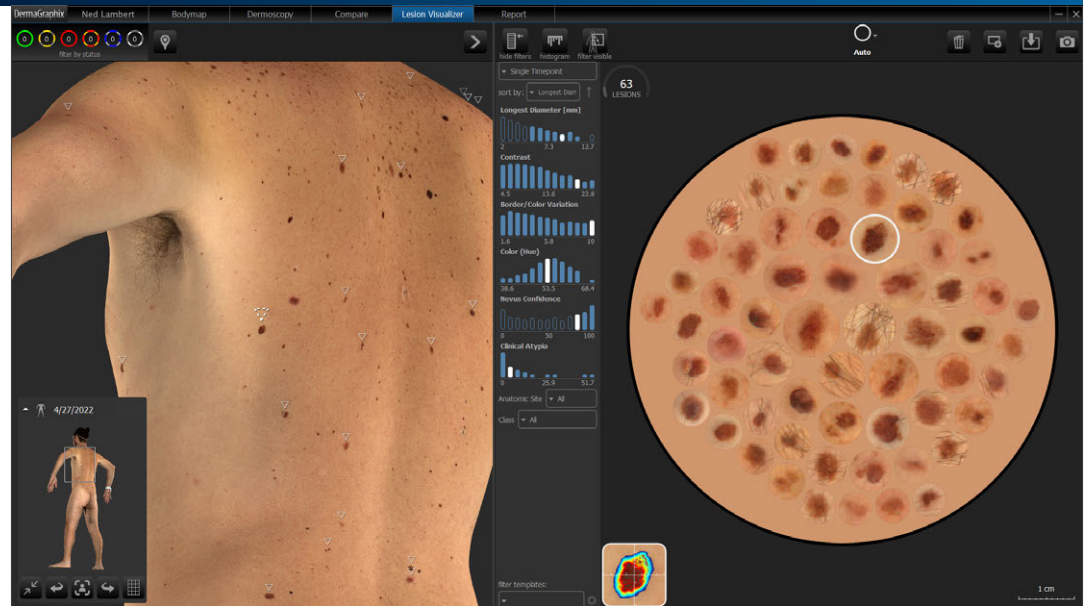 DermaGraphix Ned Lambert Bodymap Dermoscopy Compare Lesion Visualizer Report
0 0 0 0 0 0
filter by status
hide filters histogram filter visible
Auto
Single Timepoint
sort by: Longest Diam
63
LESIONS
Longest Diameter [mm]
2 7.3 12.7
Contrast
4.5 13.6 22.8
Border/Color Variation
1.6 5.8 10
Color (Hue)
38.6 53.5 68.4
Nevus Confidence
0 50 100
Clinical Atypia
0 25.9 51.7
Anatomic Site All
Class All
4/27/2022
filter templates:
1 cm